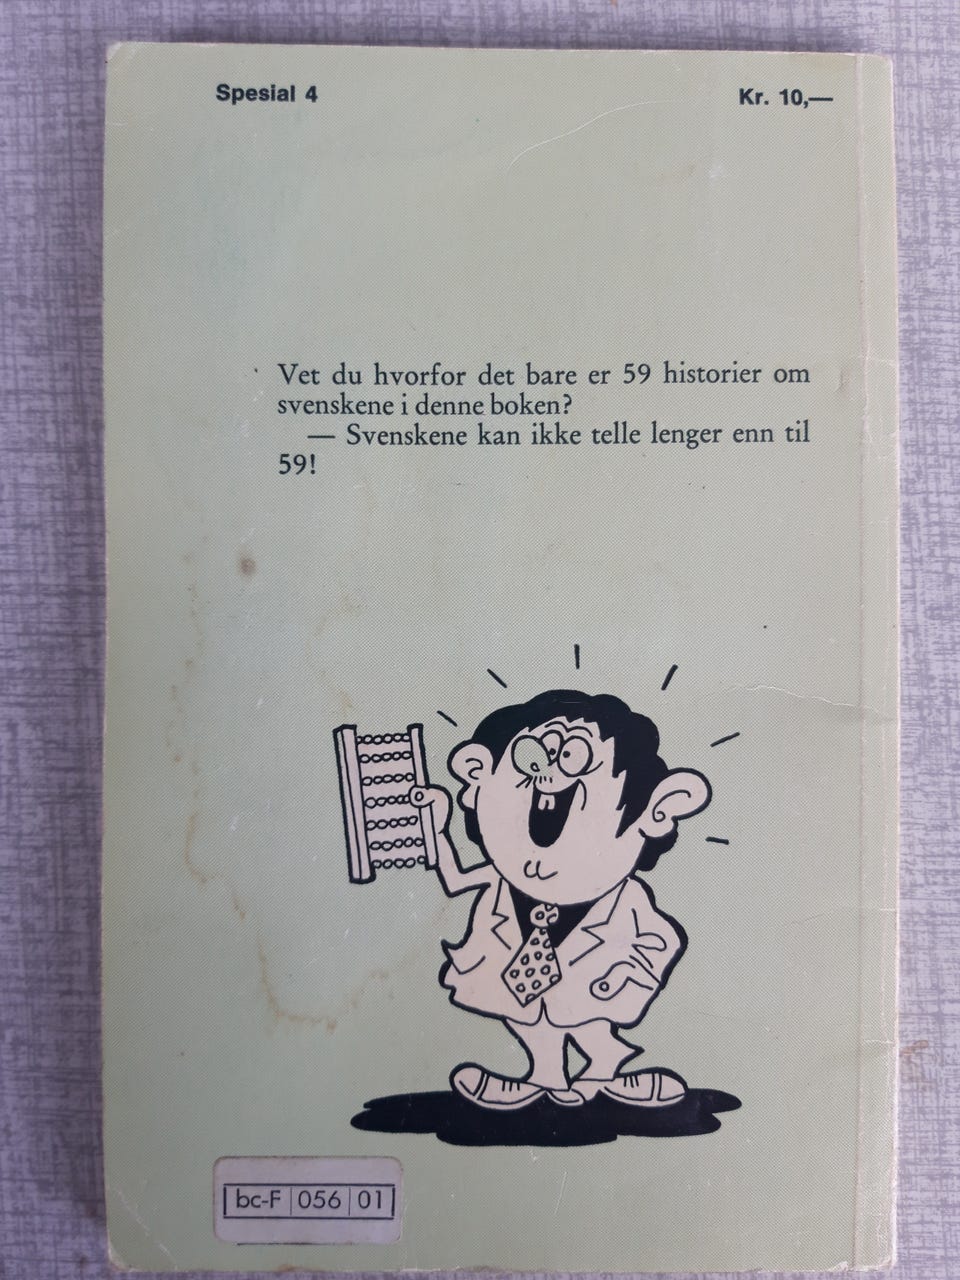 Spesial 4
Kr. 10,—
Vet du hvorfor det bare er 59 historier om
svenskene i denne boken?
— Svenskene kan ikke telle lenger enn til
59!
bc-F 056 01